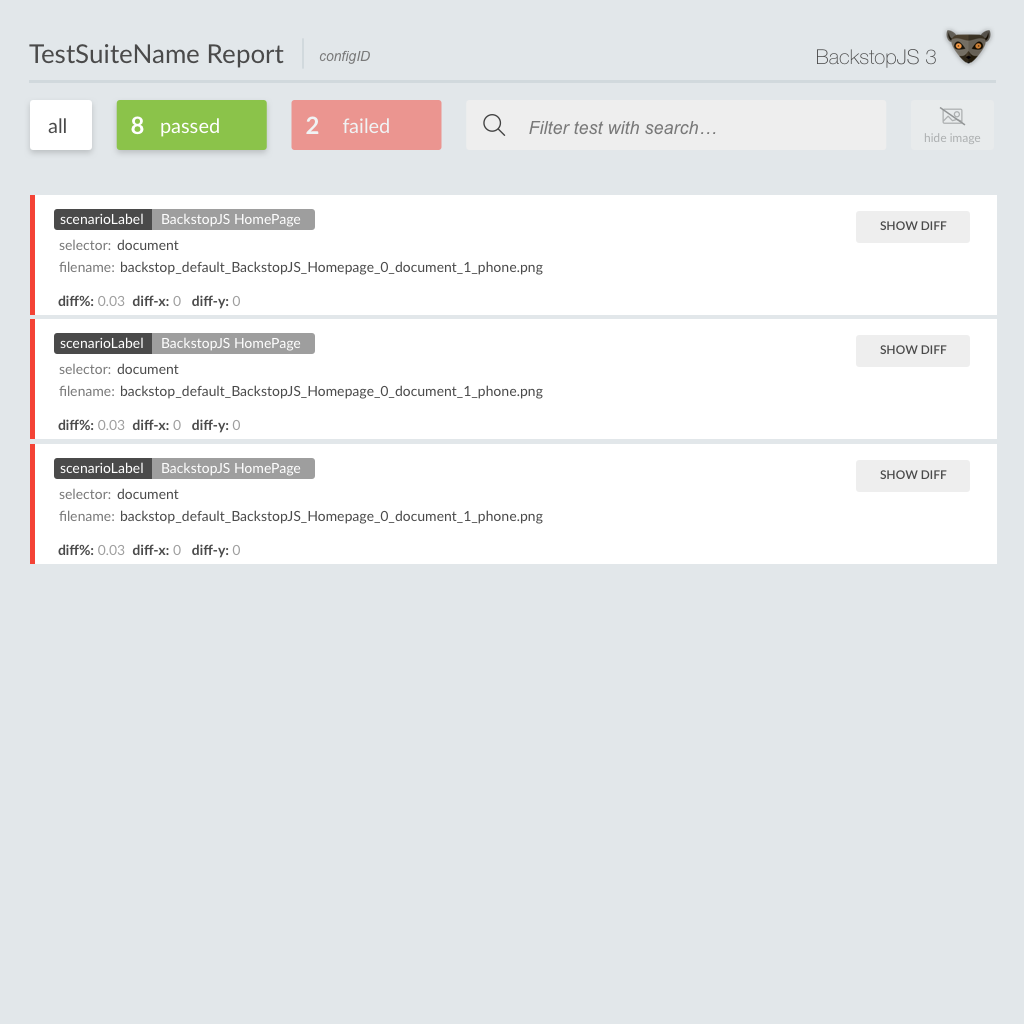 TestSuiteName Report configID BackstopJS 3
all 8 passed 2 failed Filter test with search… hide image
scenarioLabel BackstopJS HomePage SHOW DIFF
selector: document
filename: backstop_default_BackstopJS_Homepage_0_document_1_phone.png
diff%: 0.03 diff-x: 0 diff-y: 0
scenarioLabel BackstopJS HomePage SHOW DIFF
selector: document
filename: backstop_default_BackstopJS_Homepage_0_document_1_phone.png
diff%: 0.03 diff-x: 0 diff-y: 0
scenarioLabel BackstopJS HomePage SHOW DIFF
selector: document
filename: backstop_default_BackstopJS_Homepage_0_document_1_phone.png
diff%: 0.03 diff-x: 0 diff-y: 0